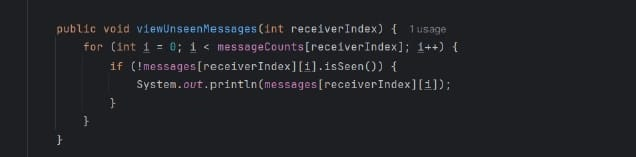 public void viewUnseenMessages(int receiverIndex) { 1 usage
for (int i = 0; i < messageCounts[receiverIndex]; i++) {
if (!messages[receiverIndex][i].isSeen()) {
System.out.println(messages[receiverIndex][i]);
}
}
}